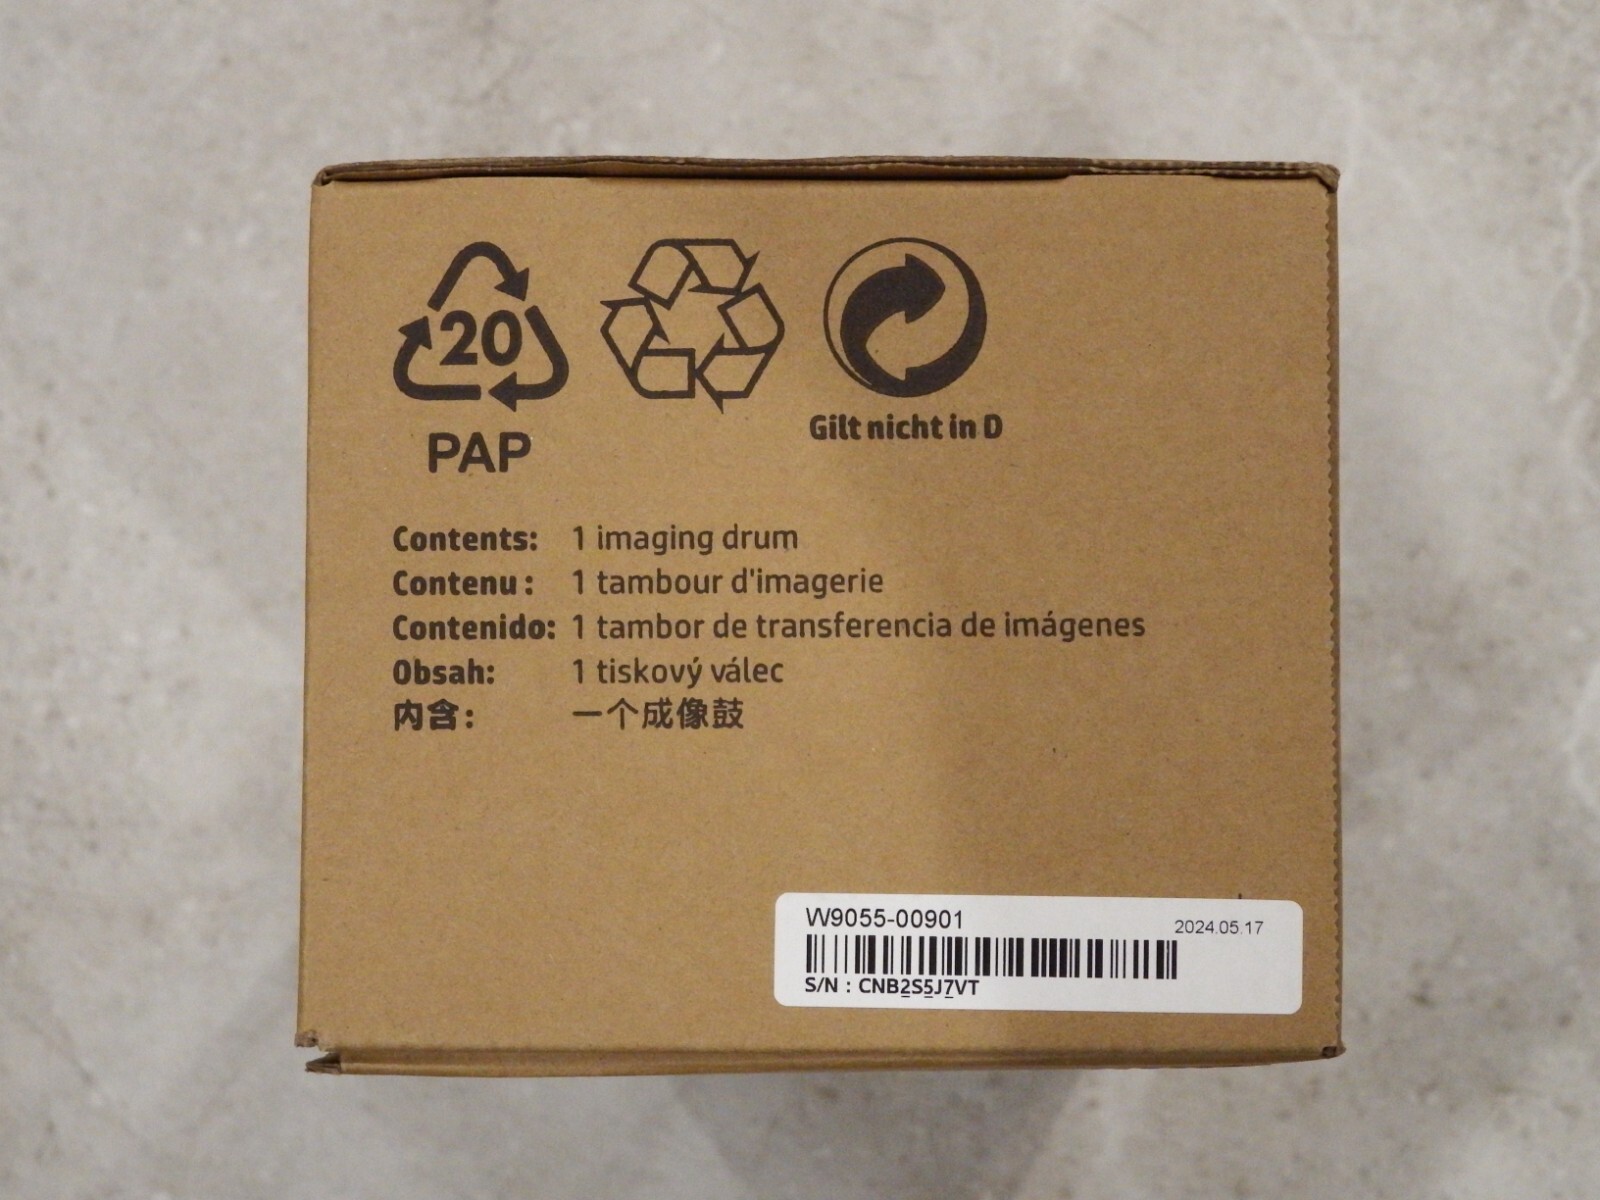 20
PAP
Gilt nicht in D
Contents: 1 imaging drum
Contenu : 1 tambour d'imagerie
Contenido: 1 tambor de transferencia de imágenes
Obsah: 1 tiskový válec
内含: 一个成像鼓
W9055-00901 2024.05.17
S/N : CNB2S5J7VT